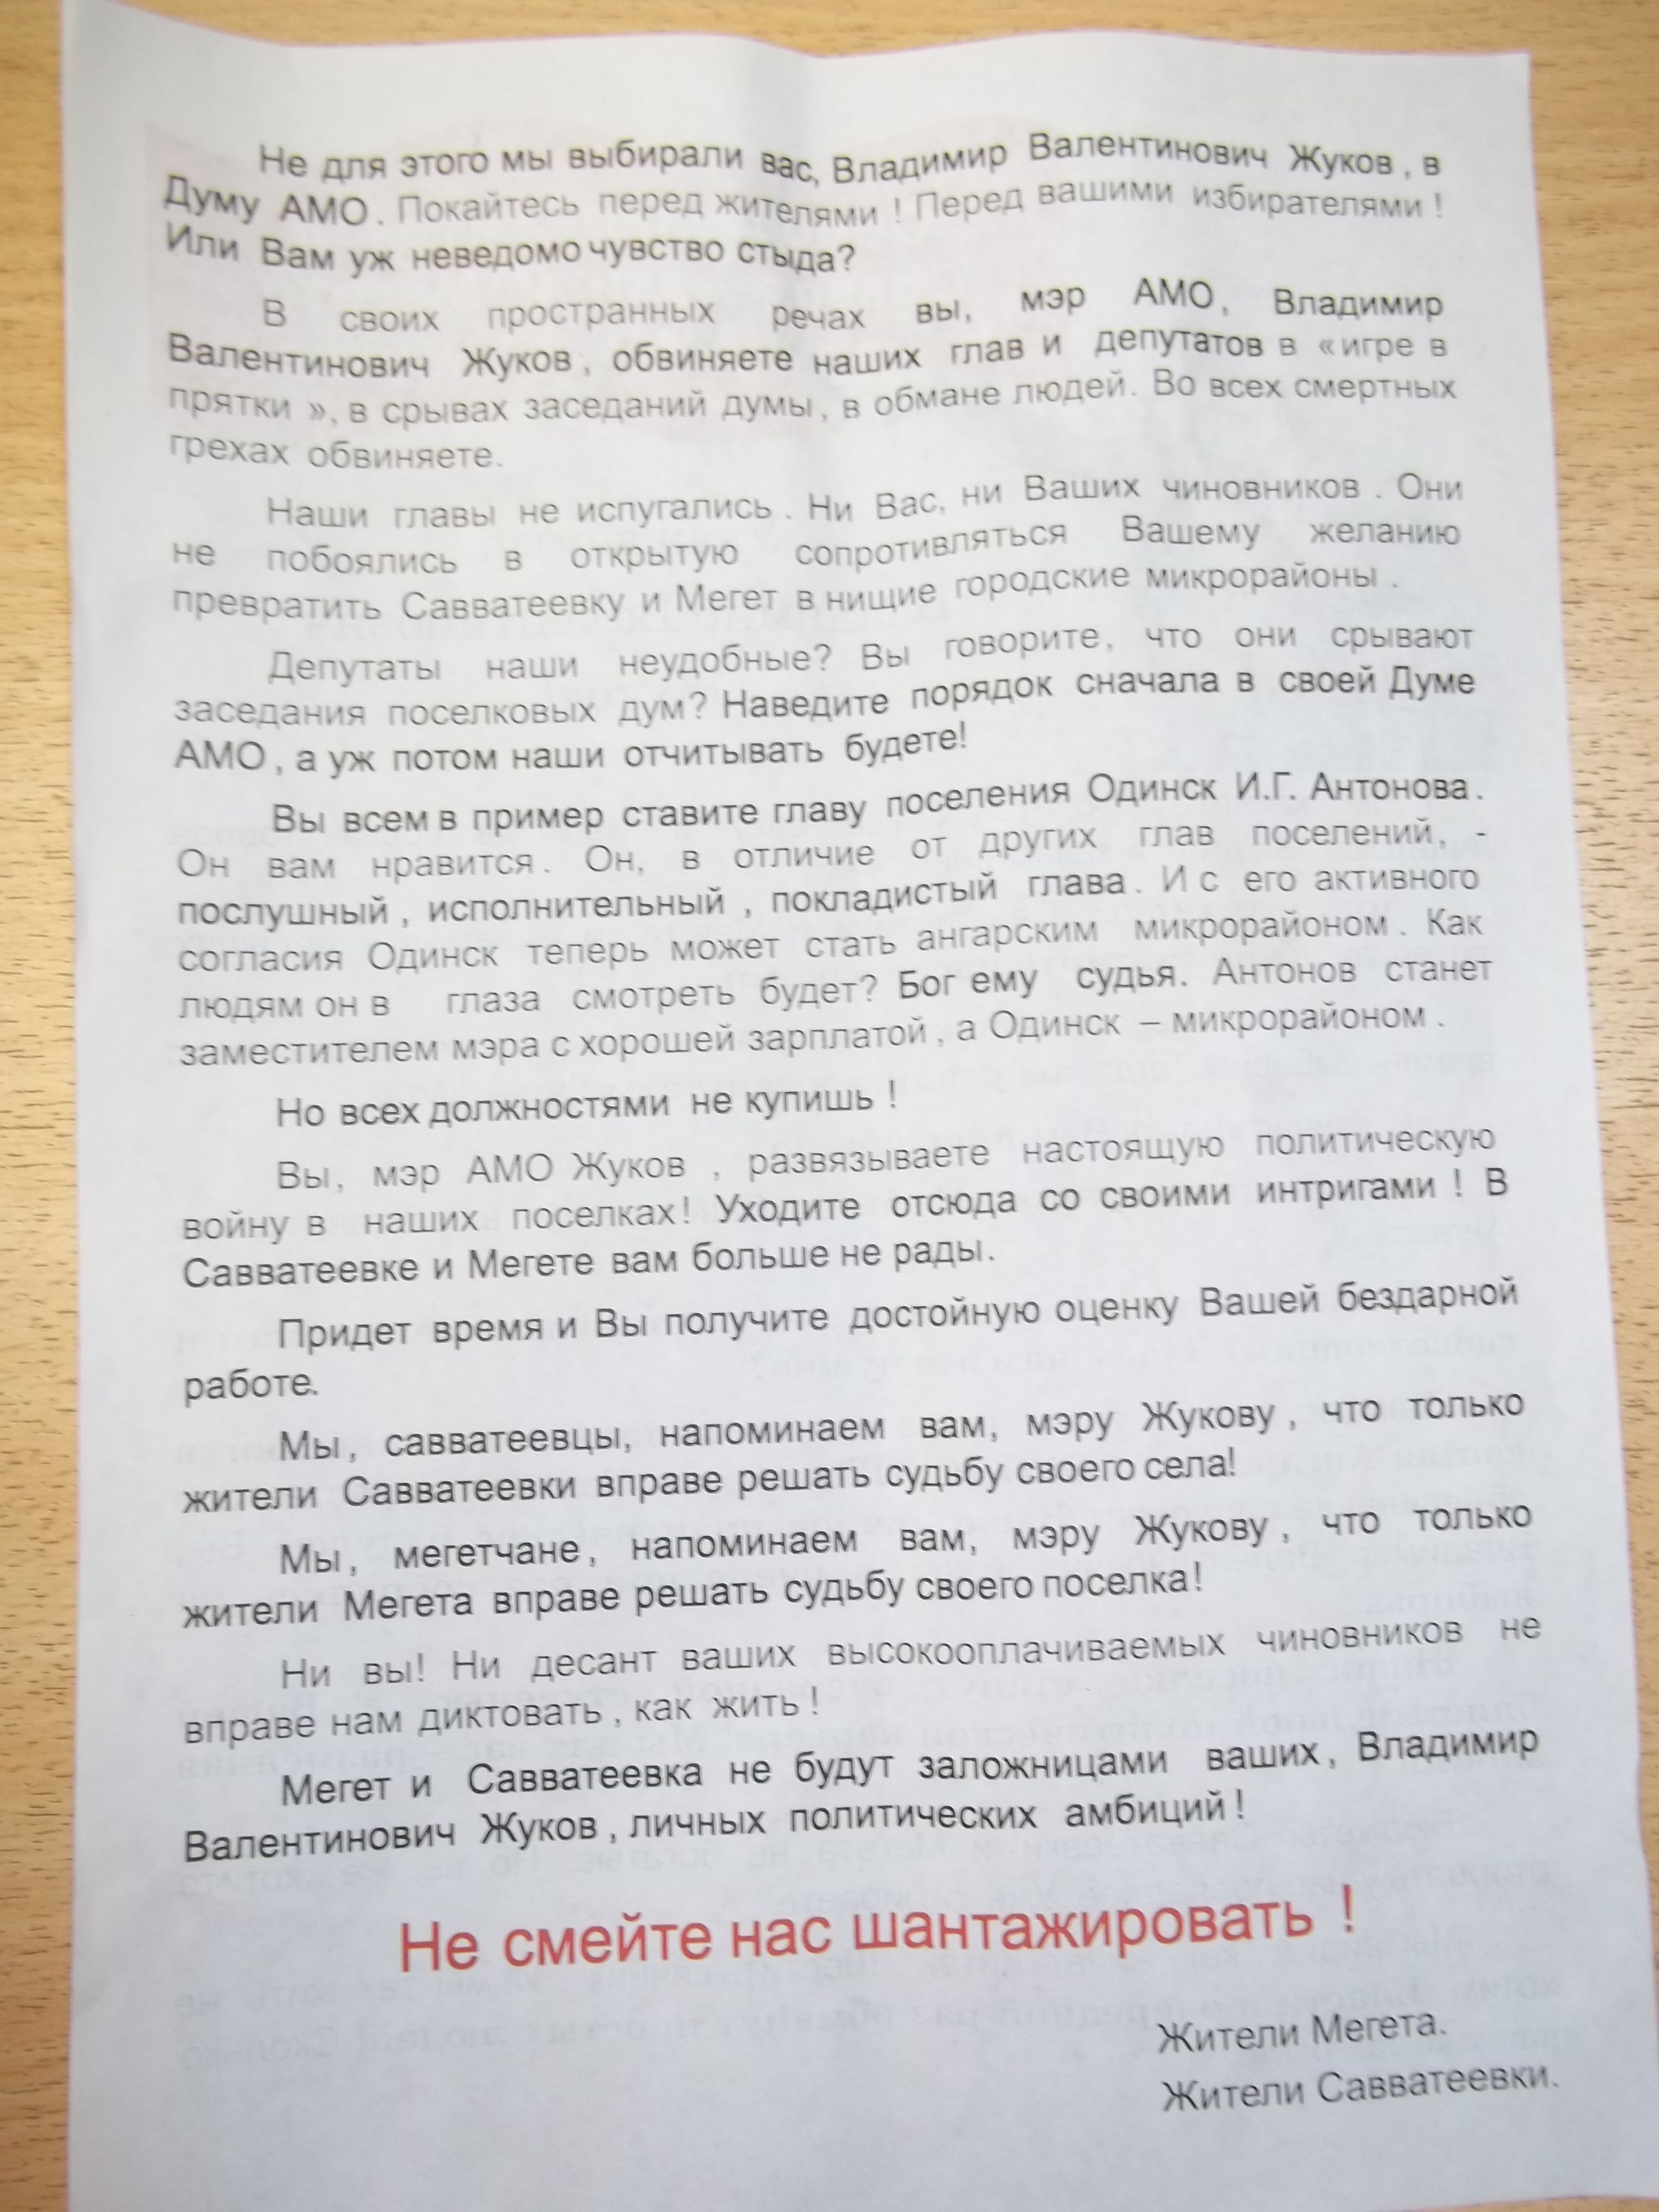 Не для этого мы выбирали вас, Владимир Валентинович Жуков, в
Думу АМО. Покайтесь перед жителями! Перед вашими избирателями!
Или Вам уж неведомо чувство стыда?
В своих пространных речах вы, мэр АМО, Владимир
Валентинович Жуков, обвиняете наших глав и депутатов в «игре в
прятки», в срывах заседаний думы, в обмане людей. Во всех смертных
грехах обвиняете.
Наши главы не испугались. Ни Вас, ни Ваших чиновников. Они
не побоялись в открытую сопротивляться Вашему желанию
превратить Савватеевку и Мегет в нищие городские микрорайоны.
Депутаты наши неудобные? Вы говорите, что они срывают
заседания поселковых дум? Наведите порядок сначала в своей Думе
АМО, а уж потом наши отчитывать будете!
Вы всем в пример ставите главу поселения Одинск И.Г. Антонова.
Он вам нравится. Он, в отличие от других глав поселений, -
послушный, исполнительный, покладистый глава. И с его активного
согласия Одинск теперь может стать ангарским микрорайоном. Как
людям он в глаза смотреть будет? Бог ему судья. Антонов станет
заместителем мэра с хорошей зарплатой, а Одинск – микрорайоном.
Но всех должностями не купишь!
Вы, мэр АМО Жуков, развязываете настоящую политическую
войну в наших поселках! Уходите отсюда со своими интригами! В
Савватеевке и Мегете вам больше не рады.
Придет время и Вы получите достойную оценку Вашей бездарной
работе.
Мы, савватеевцы, напоминаем вам, мэру Жукову, что только
жители Савватеевки вправе решать судьбу своего села!
Мы, мегетчане, напоминаем вам, мэру Жукову, что только
жители Мегета вправе решать судьбу своего поселка!
Ни вы! Ни десант ваших высокооплачиваемых чиновников не
вправе нам диктовать, как жить!
Мегет и Савватеевка не будут заложницами ваших, Владимир
Валентинович Жуков, личных политических амбиций!
Не смейте нас шантажировать!
Жители Мегета.
Жители Савватеевки.